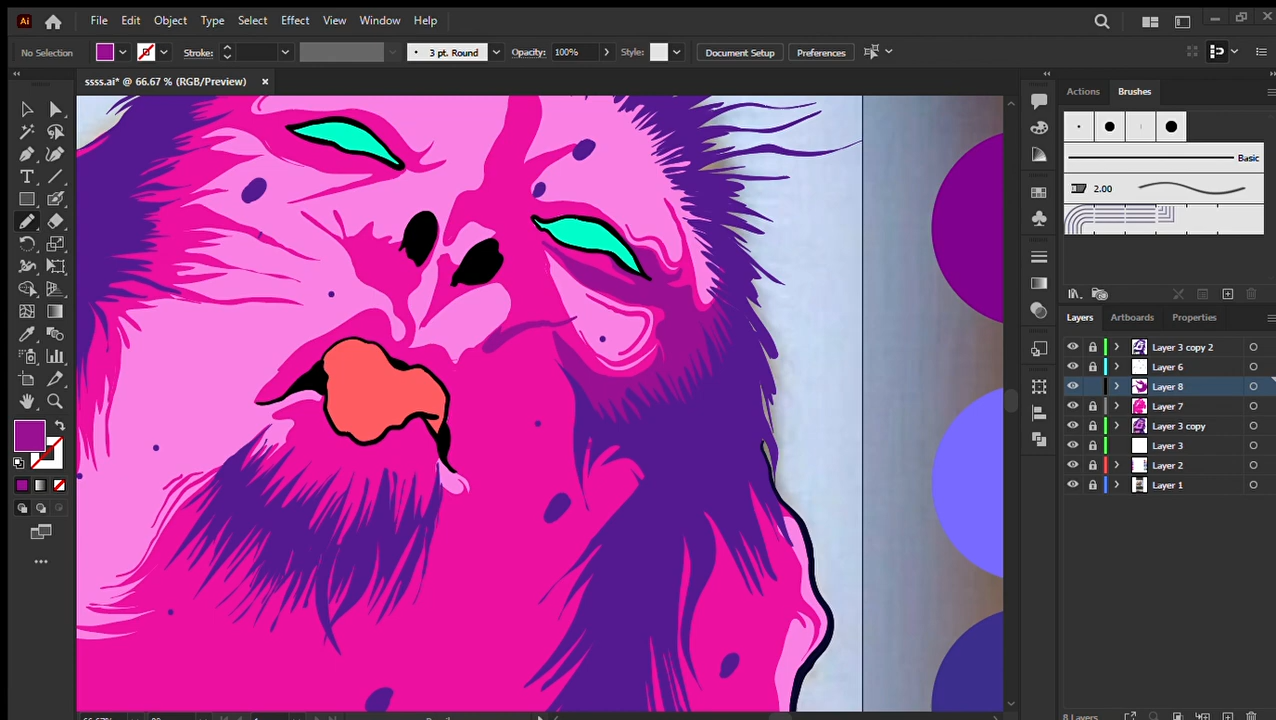 Ai File Edit Object Type Select Effect View Window Help
No Selection Stroke: 3 pt. Round Opacity: 100% Style: Document Setup Preferences
ssss.ai* @ 66.67 % (RGB/Preview) ×
Actions Brushes
Basic
2.00
Layers Artboards Properties
Layer 3 copy 2
Layer 6
Layer 8
Layer 7
Layer 3 copy
Layer 3
Layer 2
Layer 1
8 Layers